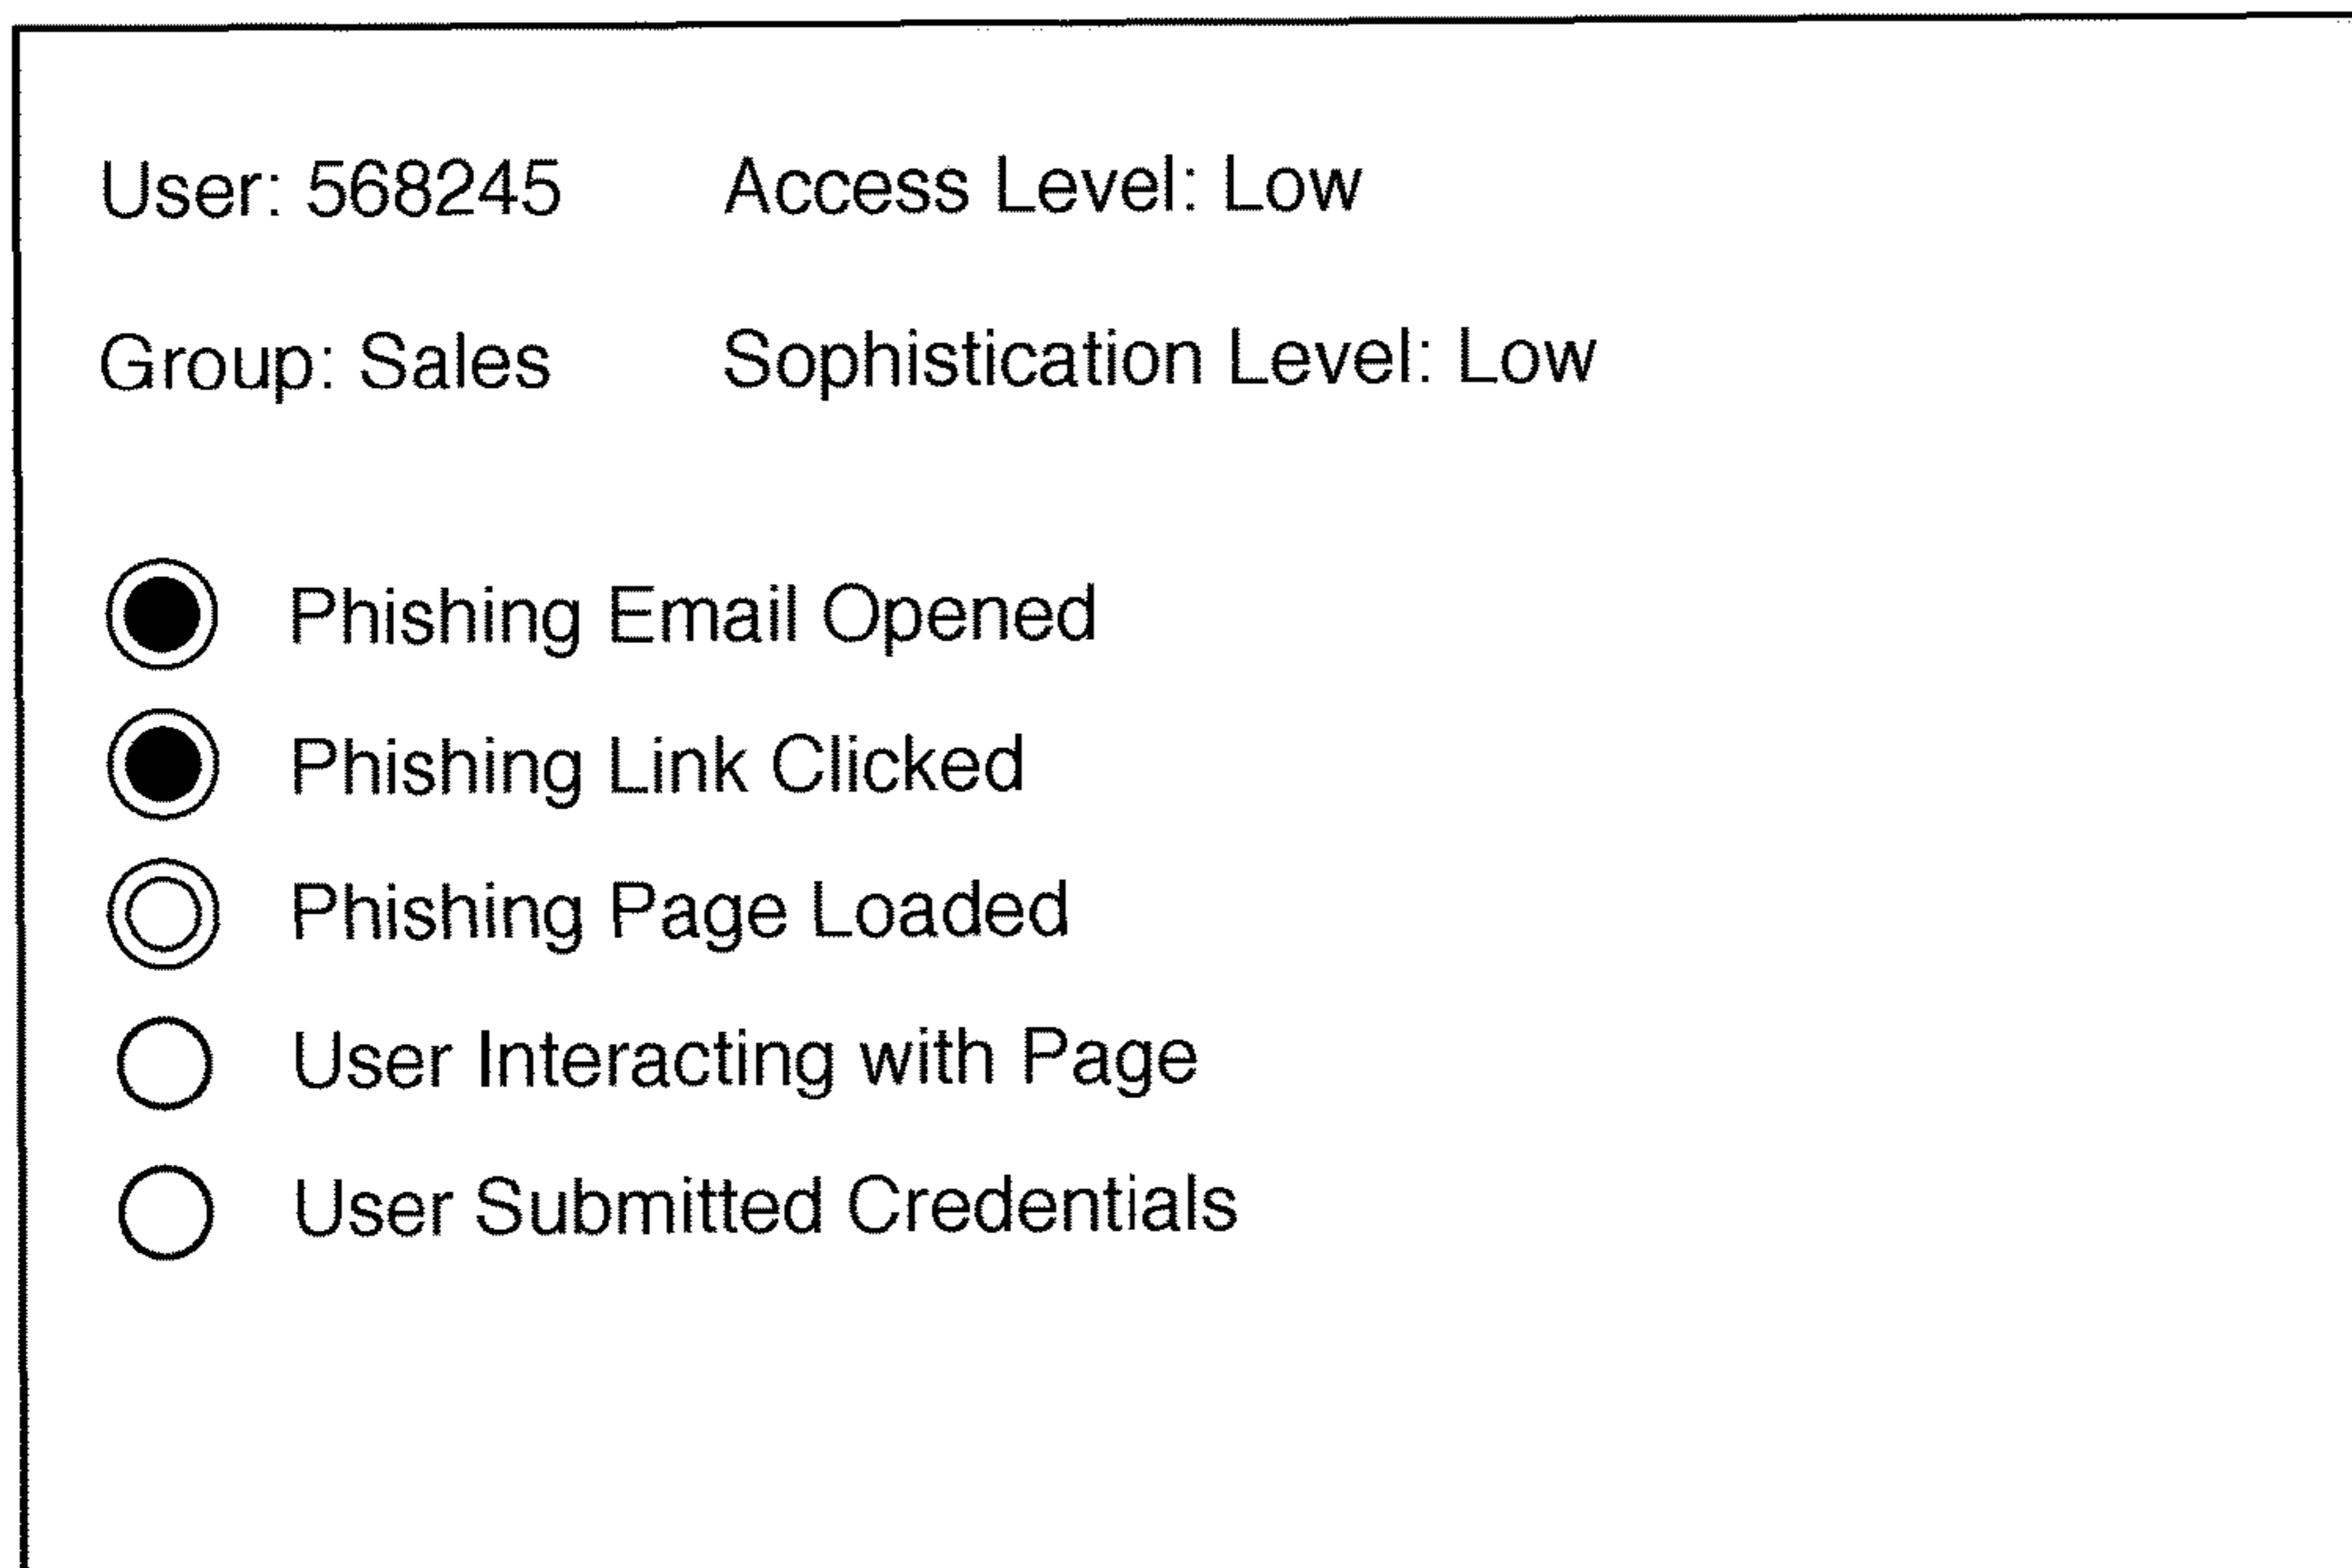 User: 568245 Access Level: Low
Group: Sales Sophistication Level: Low
Phishing Email Opened
Phishing Link Clicked
Phishing Page Loaded
User Interacting with Page
User Submitted Credentials